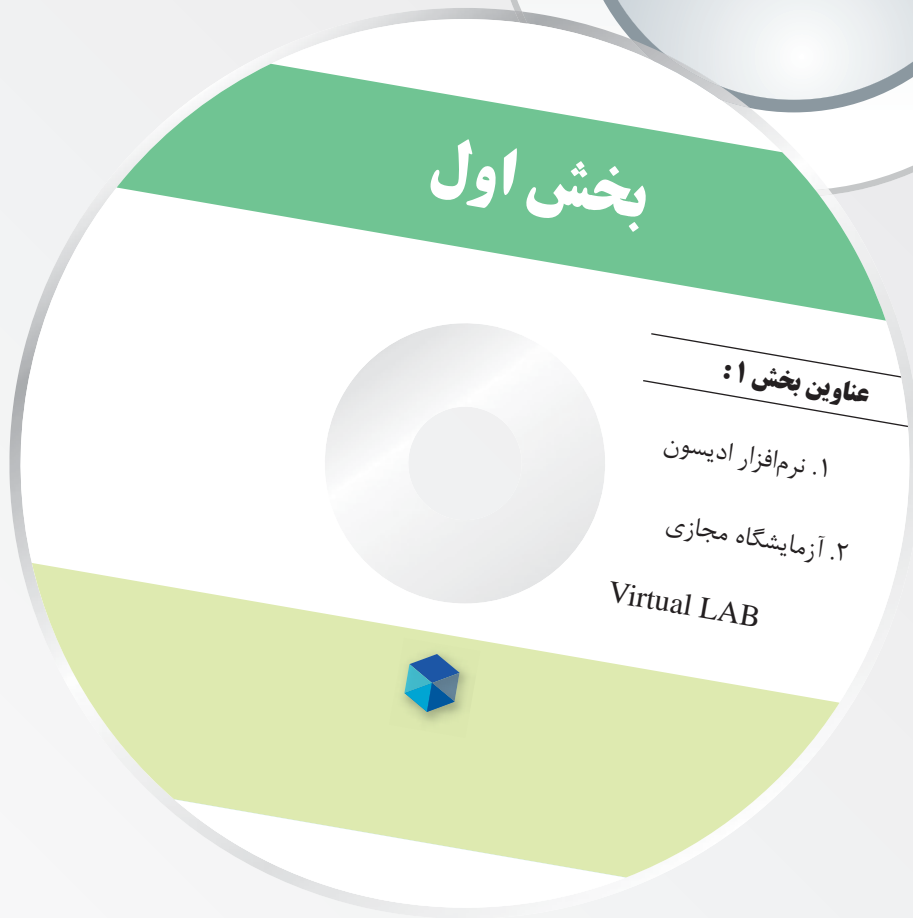 بخش اول
عناوین بخش ۱ :
۱. نرم‌افزار ادیسون
۲. آزمایشگاه مجازی
Virtual LAB